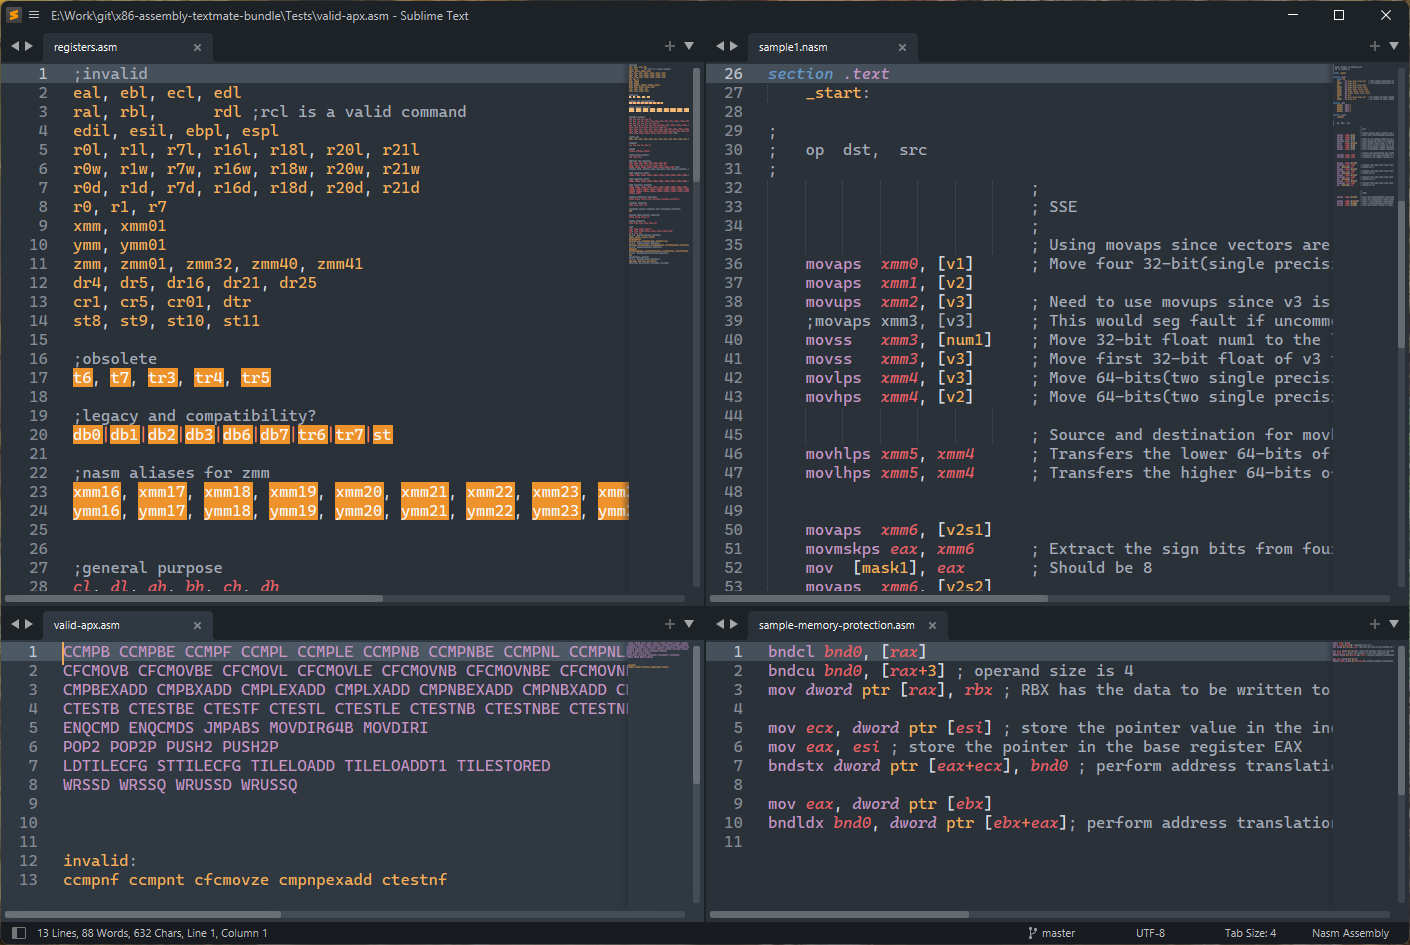 E:\Work\git\x86-assembly-textmate-bundle\Tests\valid-apx.asm - Sublime Text
registers.asm
1 ;invalid
2 eal, ebl, ecl, edl
3 ral, rbl,      rdl ;rcl is a valid command
4 edil, esil, ebpl, espl
5 r0l, r1l, r7l, r16l, r18l, r20l, r21l
6 r0w, r1w, r7w, r16w, r18w, r20w, r21w
7 r0d, r1d, r7d, r16d, r18d, r20d, r21d
8 r0, r1, r7
9 xmm, xmm01
10 ymm, ymm01
11 zmm, zmm01, zmm32, zmm40, zmm41
12 dr4, dr5, dr16, dr21, dr25
13 cr1, cr5, cr01, dtr
14 st8, st9, st10, st11
15
16 ;obsolete
17 t6, t7, tr3, tr4, tr5
18
19 ;legacy and compatibility?
20 db0|db1|db2|db3|db6|db7|tr6|tr7|st
21
22 ;nasm aliases for zmm
23 xmm16, xmm17, xmm18, xmm19, xmm20, xmm21, xmm22, xmm23, xmm
24 ymm16, ymm17, ymm18, ymm19, ymm20, ymm21, ymm22, ymm23, ymm
25
26
27 ;general purpose
28 cl, dl, ah, bh, ch, dh
sample1.nasm
26 section .text
27     _start:
28
29 ;
30 ;   op  dst,  src
31 ;
32                             ;
33                             ; SSE
34                             ;
35                             ; Using movaps since vectors are
36     movaps  xmm0, [v1]      ; Move four 32-bit(single precis
37     movaps  xmm1, [v2]
38     movups  xmm2, [v3]      ; Need to use movups since v3 is
39     ;movaps xmm3, [v3]      ; This would seg fault if uncomm
40     movss   xmm3, [num1]    ; Move 32-bit float num1 to the
41     movss   xmm3, [v3]      ; Move first 32-bit float of v3
42     movlps  xmm4, [v3]      ; Move 64-bits(two single precis
43     movhps  xmm4, [v2]      ; Move 64-bits(two single precis
44
45                             ; Source and destination for mov
46     movhlps xmm5, xmm4      ; Transfers the lower 64-bits of
47     movlhps xmm5, xmm4      ; Transfers the higher 64-bits o
48
49
50     movaps  xmm6, [v2s1]
51     movmskps eax, xmm6      ; Extract the sign bits from fou
52     mov  [mask1], eax       ; Should be 8
53     movaps  xmm6, [v2s2]
valid-apx.asm
1 CCMPB CCMPBE CCMPF CCMPL CCMPLE CCMPNB CCMPNBE CCMPNL CCMPNL
2 CFCMOVB CFCMOVBE CFCMOVL CFCMOVLE CFCMOVNB CFCMOVNBE CFCMOVN
3 CMPBEXADD CMPBXADD CMPLEXADD CMPLXADD CMPNBEXADD CMPNBXADD C
4 CTESTB CTESTBE CTESTF CTESTL CTESTLE CTESTNB CTESTNBE CTESTN
5 ENQCMD ENQCMDS JMPABS MOVDIR64B MOVDIRI
6 POP2 POP2P PUSH2 PUSH2P
7 LDTILECFG STTILECFG TILELOADD TILELOADDT1 TILESTORED
8 WRSSD WRSSQ WRUSSD WRUSSQ
9
10
11
12 invalid:
13 ccmpnf ccmpnt cfcmovze cmpnpexadd ctestnf
sample-memory-protection.asm
1 bndcl bnd0, [rax]
2 bndcu bnd0, [rax+3] ; operand size is 4
3 mov dword ptr [rax], rbx ; RBX has the data to be written to
4
5 mov ecx, dword ptr [esi] ; store the pointer value in the in
6 mov eax, esi ; store the pointer in the base register EAX
7 bndstx dword ptr [eax+ecx], bnd0 ; perform address translati
8
9 mov eax, dword ptr [ebx]
10 bndldx bnd0, dword ptr [ebx+eax]; perform address translation
11
13 Lines, 88 Words, 632 Chars, Line 1, Column 1
master
UTF-8
Tab Size: 4
Nasm Assembly